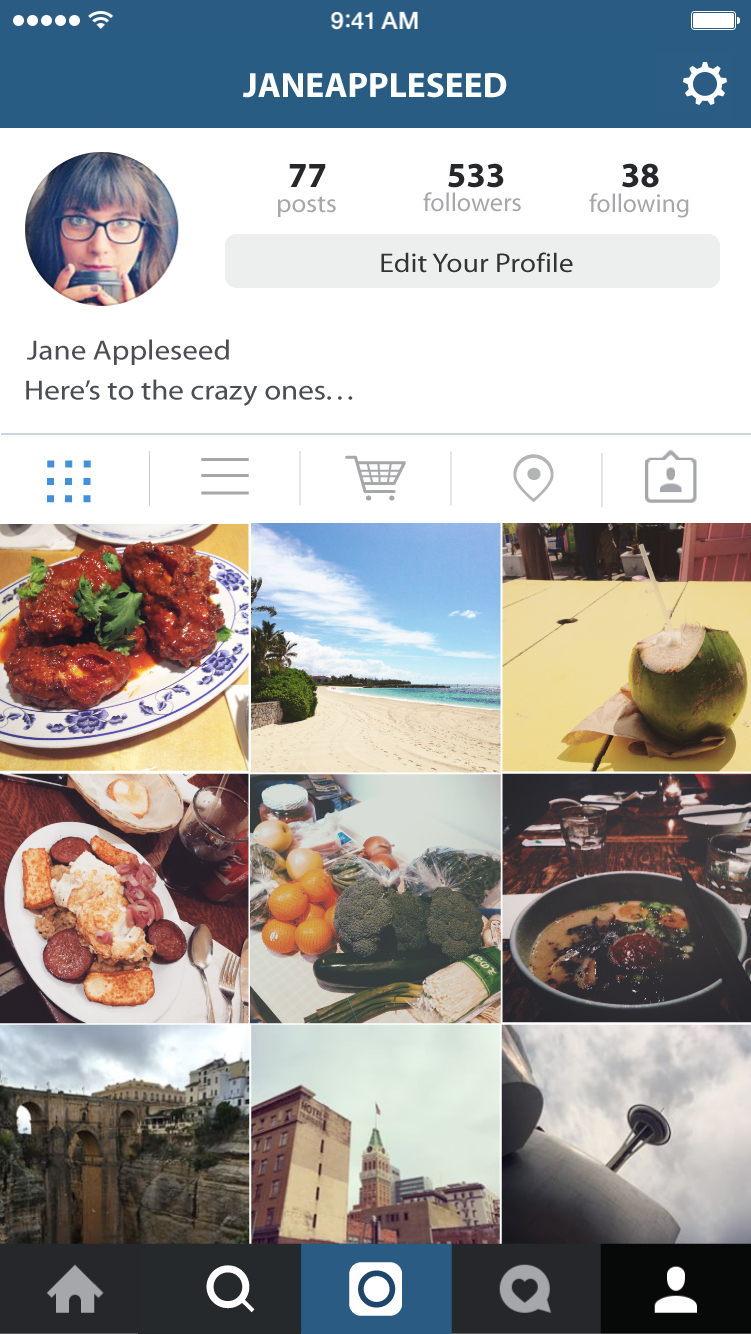 9:41 AM
JANEAPPLESEED
77 533 38
posts followers following
Edit Your Profile
Jane Appleseed
Here's to the crazy ones…
HOTEL